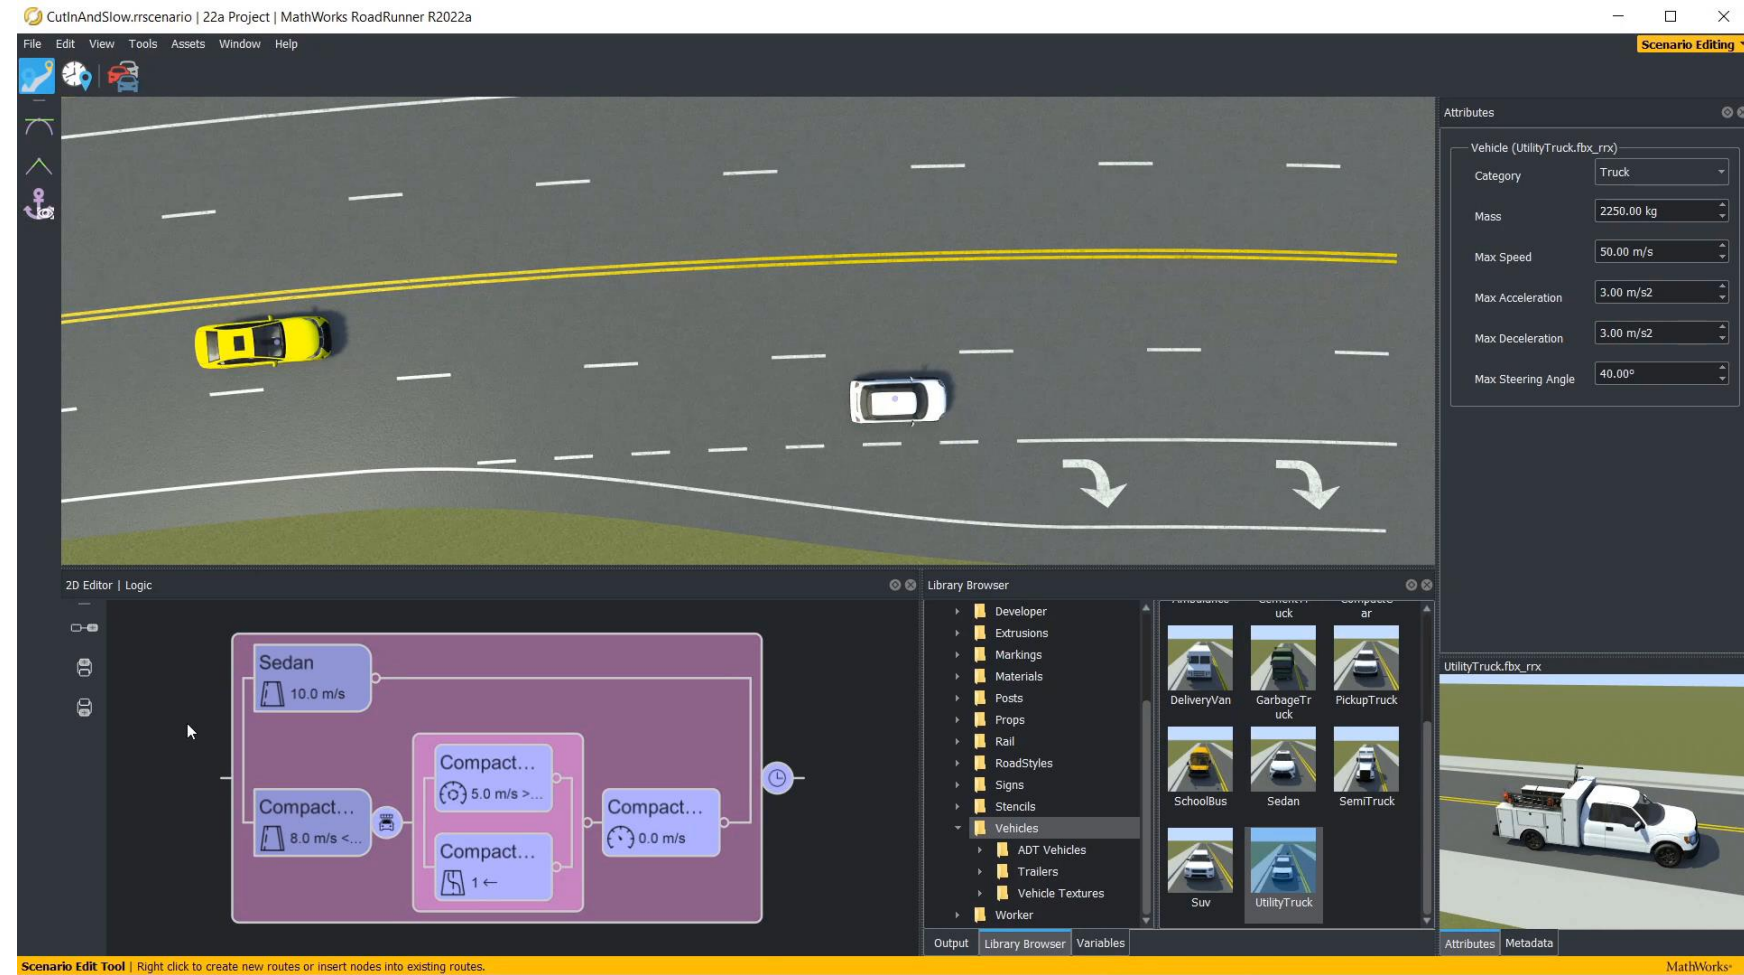 CutInAndSlow.rrscenario | 22a Project | MathWorks RoadRunner R2022a
File Edit View Tools Assets Window Help
Scenario Editing
Attributes
Vehicle (UtilityTruck.fbx_rrx)
Category Truck
Mass 2250.00 kg
Max Speed 50.00 m/s
Max Acceleration 3.00 m/s2
Max Deceleration 3.00 m/s2
Max Steering Angle 40.00º
2D Editor | Logic
Sedan
10.0 m/s
Compact...
8.0 m/s <...
Compact...
5.0 m/s >...
Compact...
1
Compact...
0.0 m/s
Library Browser
Developer
Extrusions
Markings
Materials
Posts
Props
Rail
RoadStyles
Signs
Stencils
Vehicles
ADT Vehicles
Trailers
Vehicle Textures
Worker
uck
ar
DeliveryVan
GarbageTr
uck
PickupTruck
SchoolBus
Sedan
SemiTruck
Suv
UtilityTruck
Output Library Browser Variables
UtilityTruck.fbx_rrx
Attributes Metadata
Scenario Edit Tool | Right click to create new routes or insert nodes into existing routes.
MathWorks